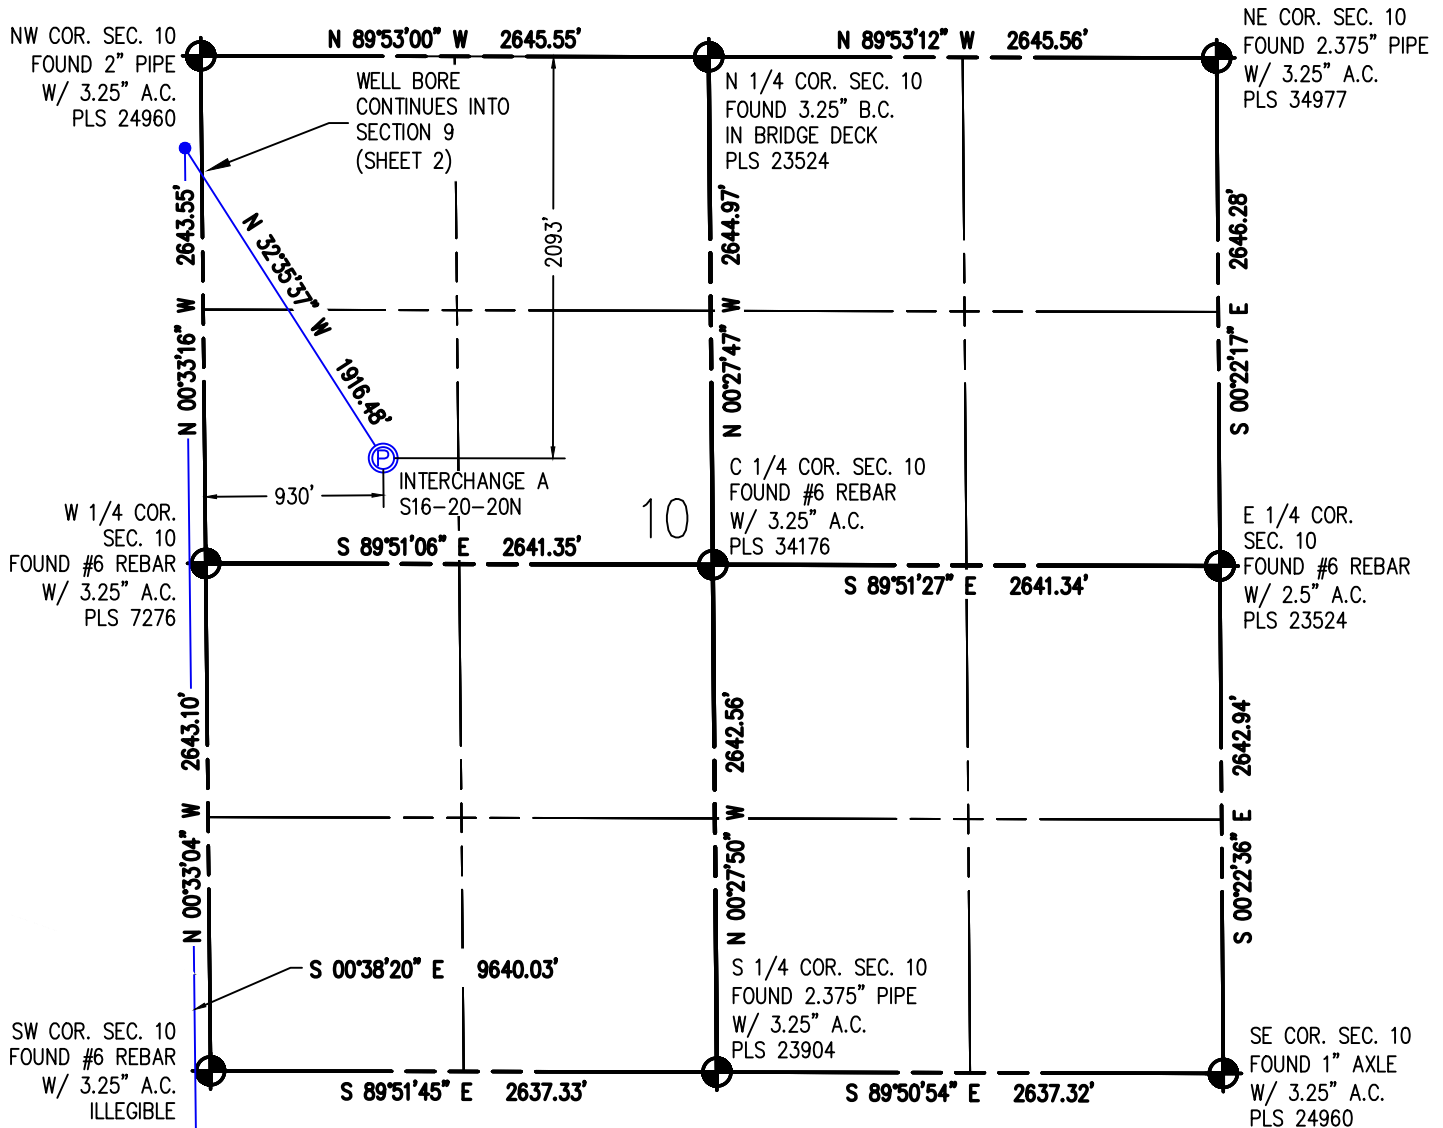 NW COR. SEC. 10
FOUND 2" PIPE
W/ 3.25" A.C.
PLS 24960
N 89°53'00" W 2645.55'
N 89°53'12" W 2645.56'
NE COR. SEC. 10
FOUND 2.375" PIPE
W/ 3.25" A.C.
PLS 34977
WELL BORE
CONTINUES INTO
SECTION 9
(SHEET 2)
N 1/4 COR. SEC. 10
FOUND 3.25" B.C.
IN BRIDGE DECK
PLS 23524
N 00°33'16" W 2643.55'
N 32°35'37" W 1916.48'
2093'
N 00°27'47" W 2644.97'
S 00°22'17" E 2646.28'
P
INTERCHANGE A
S16-20-20N
930'
10
C 1/4 COR. SEC. 10
FOUND #6 REBAR
W/ 3.25" A.C.
PLS 34176
W 1/4 COR.
SEC. 10
FOUND #6 REBAR
W/ 3.25" A.C.
PLS 7276
S 89°51'06" E 2641.35'
S 89°51'27" E 2641.34'
E 1/4 COR.
SEC. 10
FOUND #6 REBAR
W/ 2.5" A.C.
PLS 23524
N 00°33'04" W 2643.10'
N 00°27'50" W 2642.56'
S 00°22'36" E 2642.94'
S 00°38'20" E 9640.03'
S 1/4 COR. SEC. 10
FOUND 2.375" PIPE
W/ 3.25" A.C.
PLS 23904
SW COR. SEC. 10
FOUND #6 REBAR
W/ 3.25" A.C.
ILLEGIBLE
S 89°51'45" E 2637.33'
S 89°50'54" E 2637.32'
SE COR. SEC. 10
FOUND 1" AXLE
W/ 3.25" A.C.
PLS 24960